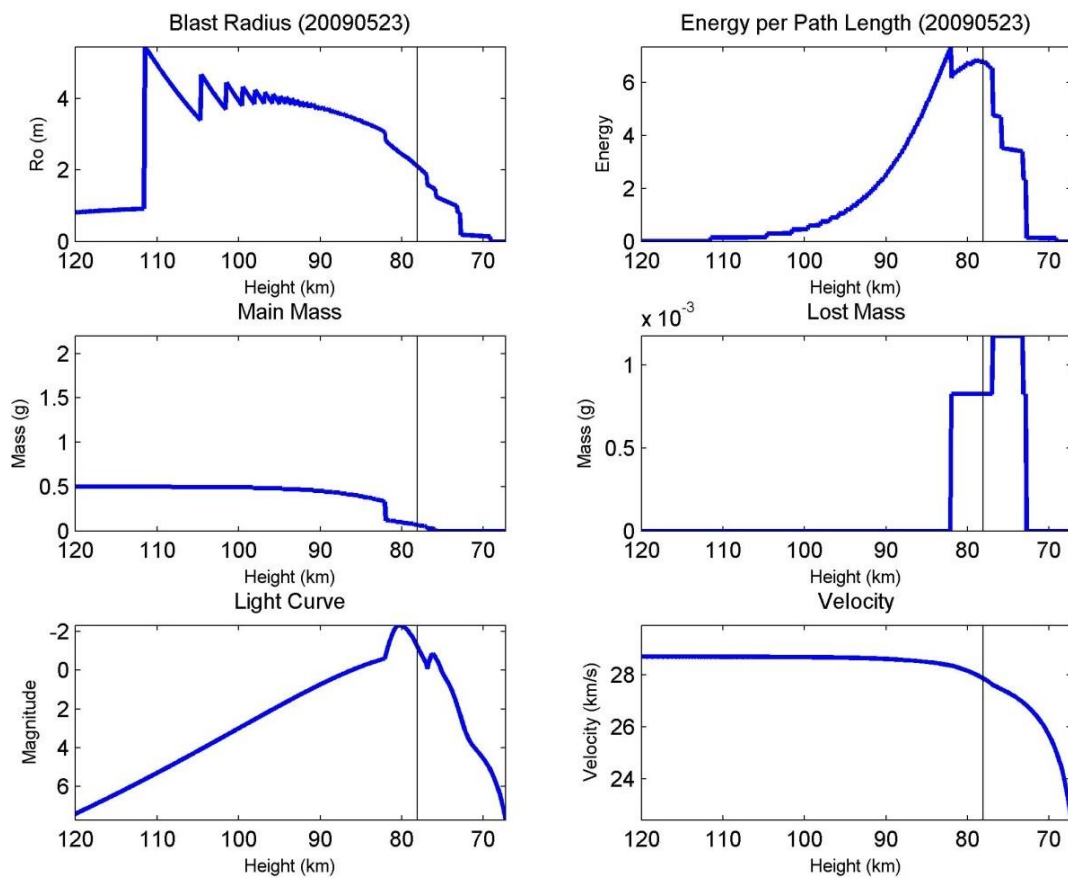 Blast Radius (20090523)
Ro (m)
4
2
0
120 110 100 90 80 70
Height (km)
Energy per Path Length (20090523)
Energy
6
4
2
0
120 110 100 90 80 70
Height (km)
Main Mass
Mass (g)
2
1.5
1
0.5
0
120 110 100 90 80 70
Height (km)
Lost Mass
x 10-3
Mass (g)
1
0.5
0
120 110 100 90 80 70
Height (km)
Light Curve
Magnitude
-2
0
2
4
6
120 110 100 90 80 70
Height (km)
Velocity
Velocity (km/s)
28
26
24
120 110 100 90 80 70
Height (km)